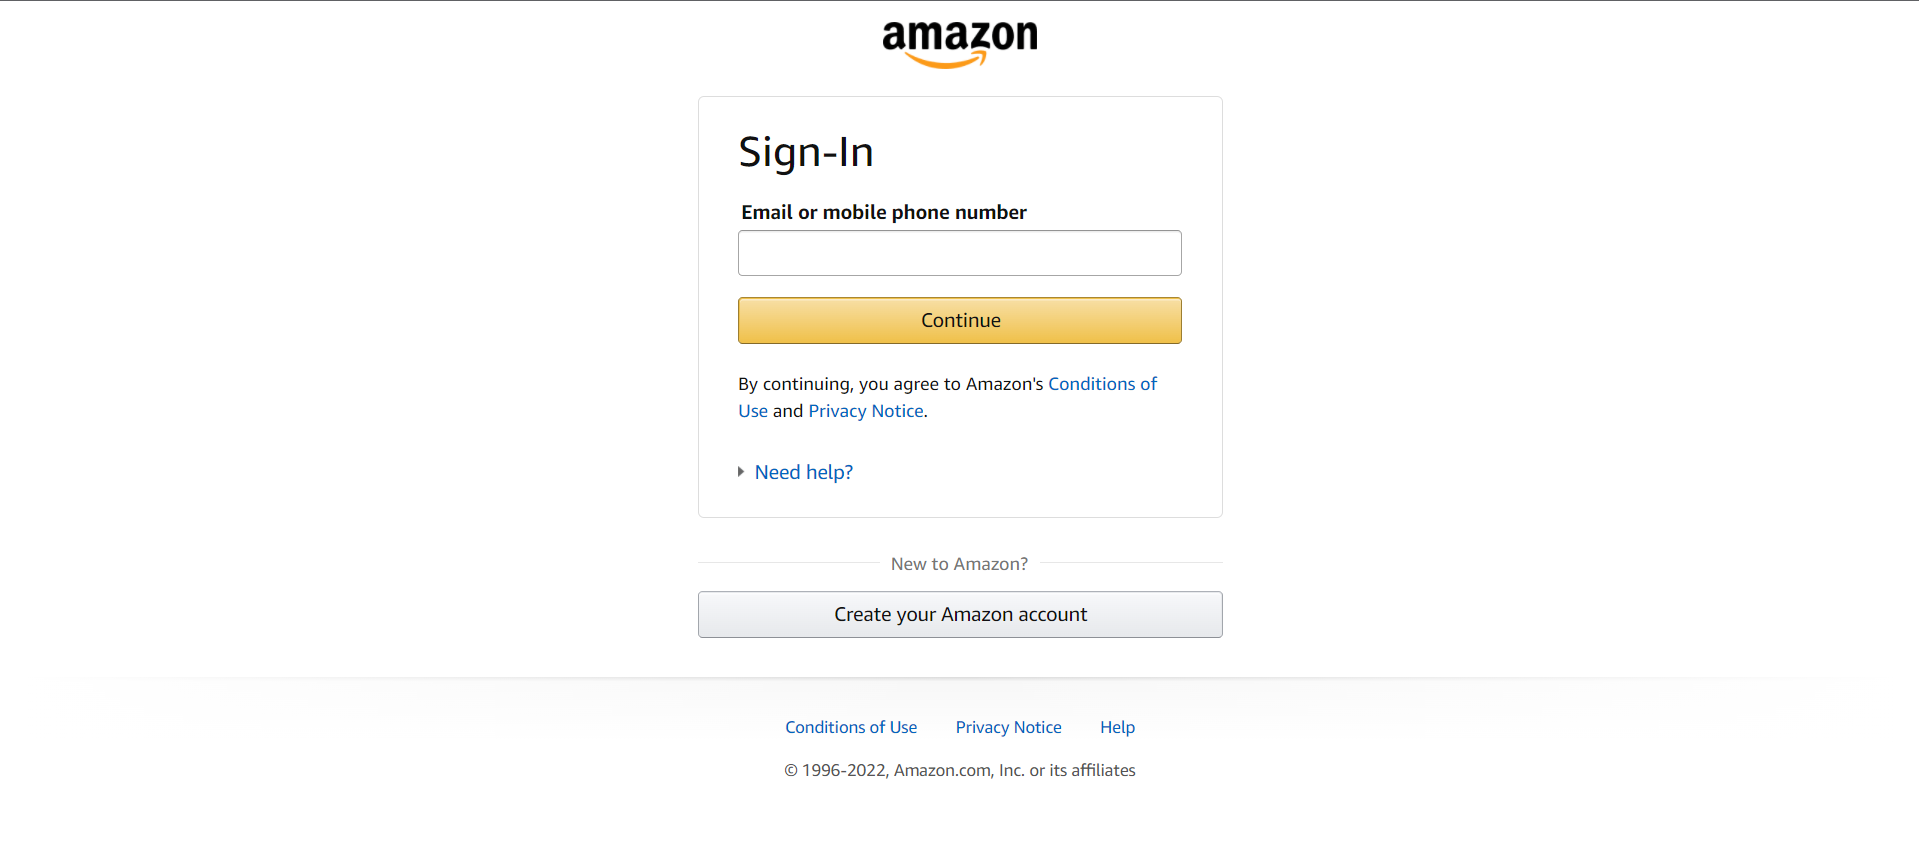 amazon
Sign-In
Email or mobile phone number
Continue
By continuing, you agree to Amazon's Conditions of
Use and Privacy Notice.
Need help?
New to Amazon?
Create your Amazon account
Conditions of Use Privacy Notice Help
© 1996-2022, Amazon.com, Inc. or its affiliates